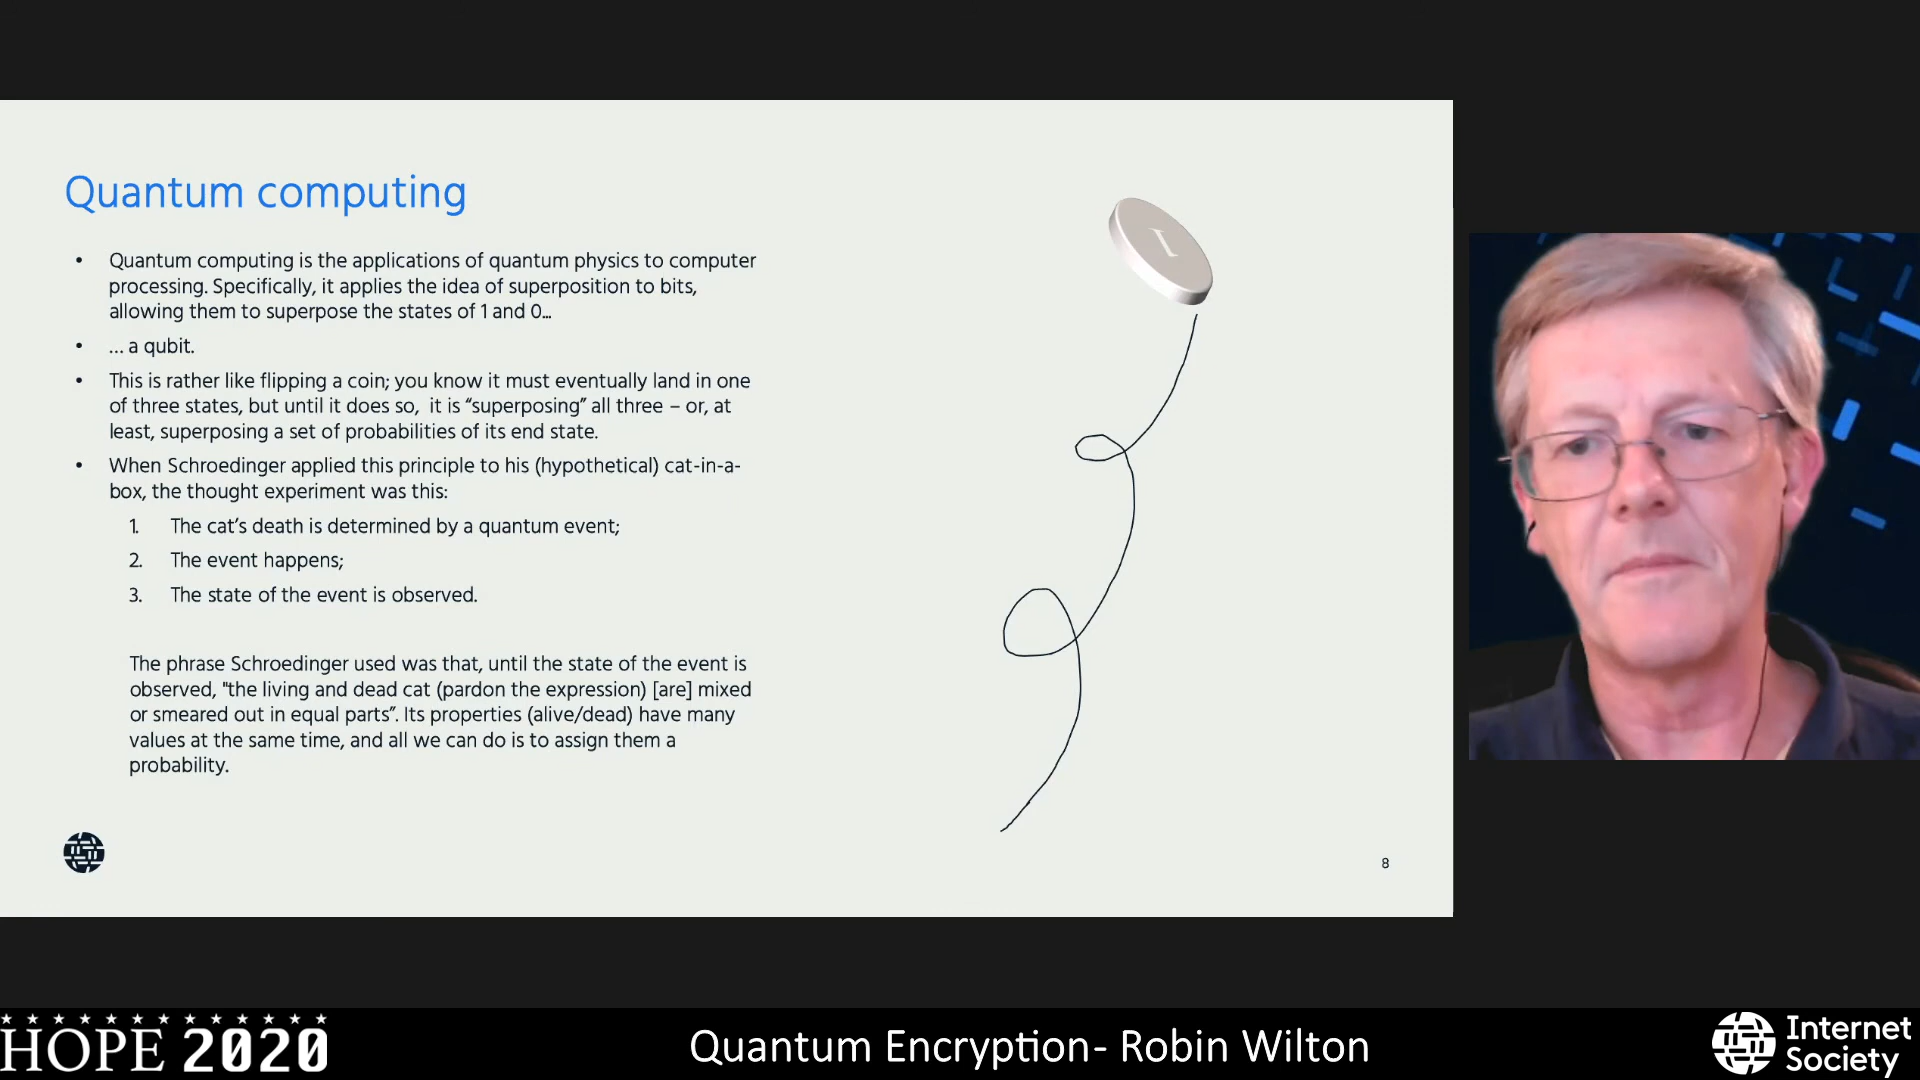 Quantum computing
• Quantum computing is the applications of quantum physics to computer
processing. Specifically, it applies the idea of superposition to bits,
allowing them to superpose the states of 1 and 0...
• ... a qubit.
• This is rather like flipping a coin; you know it must eventually land in one
of three states, but until it does so, it is “superposing” all three – or, at
least, superposing a set of probabilities of its end state.
• When Schroedinger applied this principle to his (hypothetical) cat-in-a-
box, the thought experiment was this:
1. The cat’s death is determined by a quantum event;
2. The event happens;
3. The state of the event is observed.
The phrase Schroedinger used was that, until the state of the event is
observed, "the living and dead cat (pardon the expression) [are] mixed
or smeared out in equal parts”. Its properties (alive/dead) have many
values at the same time, and all we can do is to assign them a
probability.
1
8
HOPE 2020
Quantum Encryption- Robin Wilton
Internet
Society